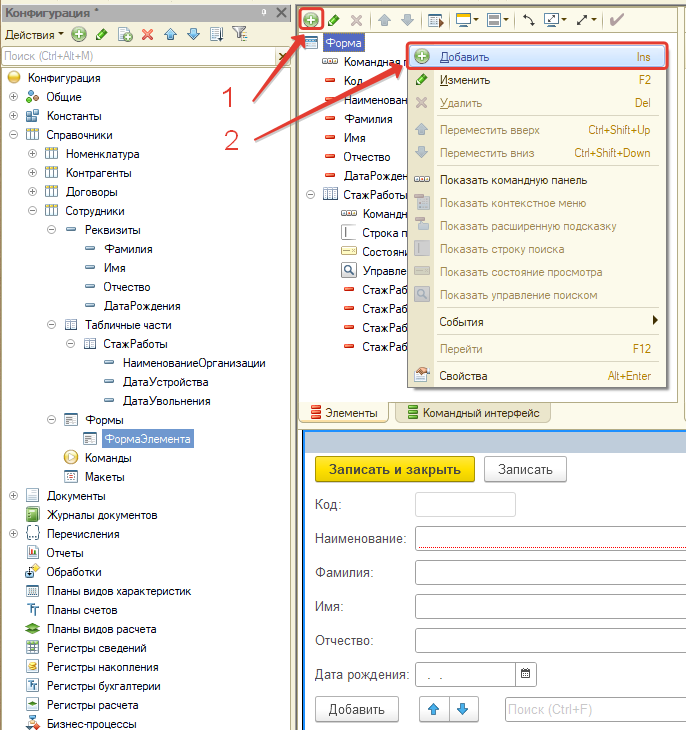 Конфигурация *
Действия
Поиск (Ctrl+Alt+M)
Конфигурация
Общие
Константы
Справочники
Номенклатура
Контрагенты
Договоры
Сотрудники
Реквизиты
Фамилия
Имя
Отчество
ДатаРождения
Табличные части
СтажРаботы
НаименованиеОрганизации
ДатаУстройства
ДатаУвольнения
Формы
ФормаЭлемента
Команды
Макеты
Документы
Журналы документов
Перечисления
Отчеты
Обработки
Планы видов характеристик
Планы счетов
Планы видов расчета
Регистры сведений
Регистры накопления
Регистры бухгалтерии
Регистры расчета
Бизнес-процессы
1
2
Форма
Командная п
Код
Наименован
Фамилия
Имя
Отчество
ДатаРожден
СтажРаботы
Командн
Строка п
Состояни
Управле
СтажРаб
СтажРаб
СтажРаб
СтажРаб
Добавить Ins
Изменить F2
Удалить Del
Переместить вверх Ctrl+Shift+Up
Переместить вниз Ctrl+Shift+Down
Показать командную панель
Показать контекстное меню
Показать расширенную подсказку
Показать строку поиска
Показать состояние просмотра
Показать управление поиском
События
Перейти F12
Свойства Alt+Enter
Элементы Командный интерфейс
Записать и закрыть Записать
Код:
Наименование:
Фамилия:
Имя:
Отчество:
Дата рождения: . .
Добавить Поиск (Ctrl+F)